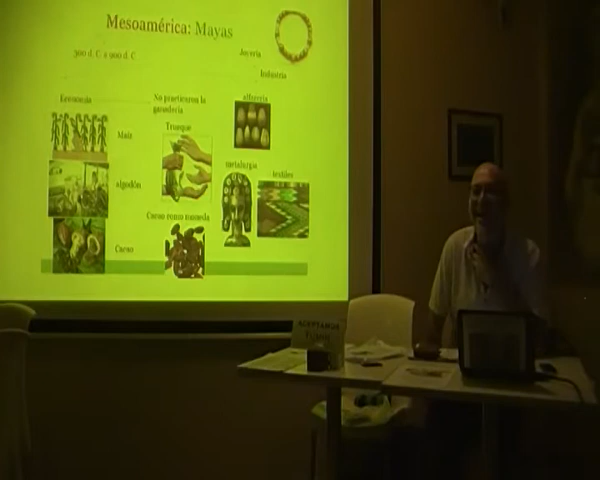 Mesoamérica: Mayas
300 d. C. a 900 d. C
Joyería
Industria
Economía
No practicaron la
ganadería
alfarería
Trueque
Maíz
metalurgia
textiles
algodón
Cacao como moneda
Cacao
ACEPTAMOS